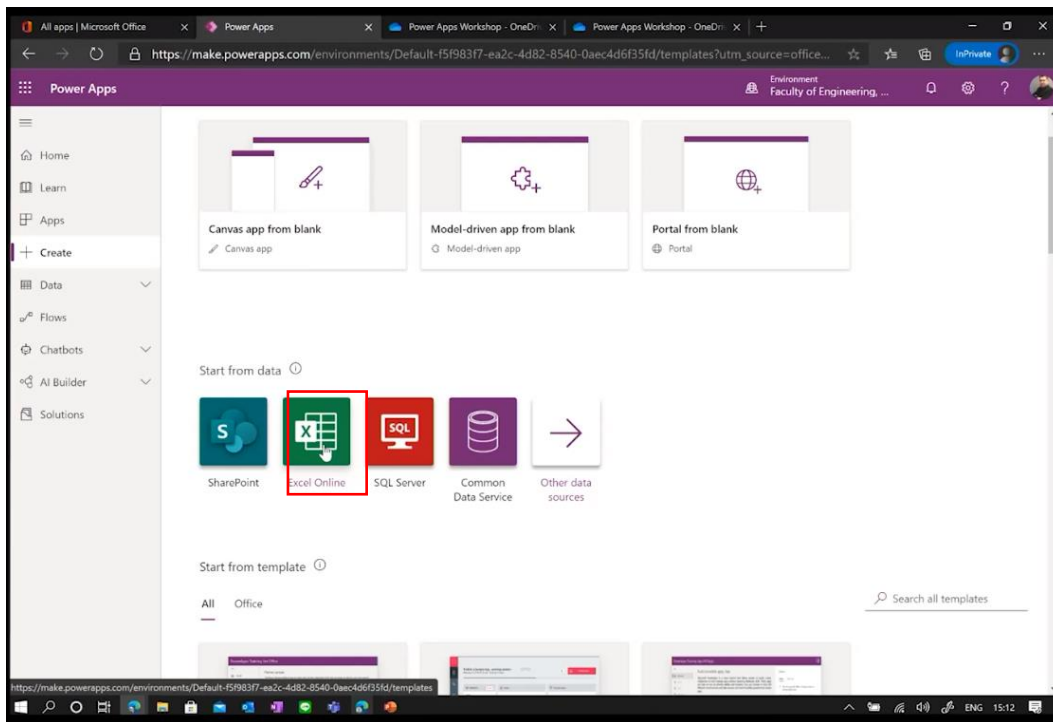 All apps | Microsoft Office
Power Apps
Power Apps Workshop - OneDri
Power Apps Workshop - OneDri
https://make.powerapps.com/environments/Default-f5f983f7-ea2c-4d82-8540-0aec4d6f35fd/templates?utm_source=office...
InPrivate
Power Apps
Environment
Faculty of Engineering, ...
Home
Learn
Apps
Create
Data
Flows
Chatbots
AI Builder
Solutions
Canvas app from blank
Canvas app
Model-driven app from blank
Model-driven app
Portal from blank
Portal
Start from data
S
X
SQL
SharePoint
Excel Online
SQL Server
Common
Data Service
Other data
sources
Start from template
All
Office
Search all templates
https://make.powerapps.com/environments/Default-f5f983f7-ea2c-4d82-8540-0aec4d6f35fd/templates
ENG
15:12